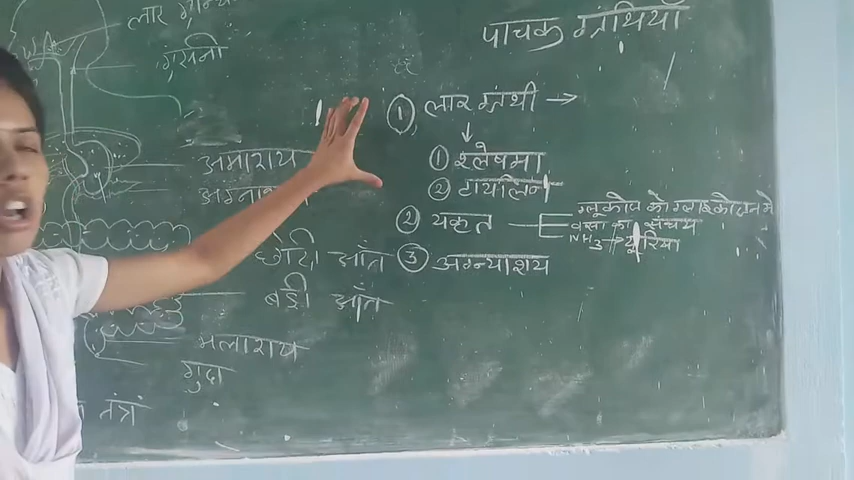 लार
ग्रसनी
अमाशय
छोटी आँत
बड़ी आँत
मलाशय
गुदा
तंत्र
पाचक ग्रंथियाँ
① लार ग्रंथी →
① श्लेषमा
② टायलिन
② यकृत
ग्लूकोज को ग्लाइकोजन मे
वसा का संचय
NH3 → यूरिया
③ अग्न्याशय